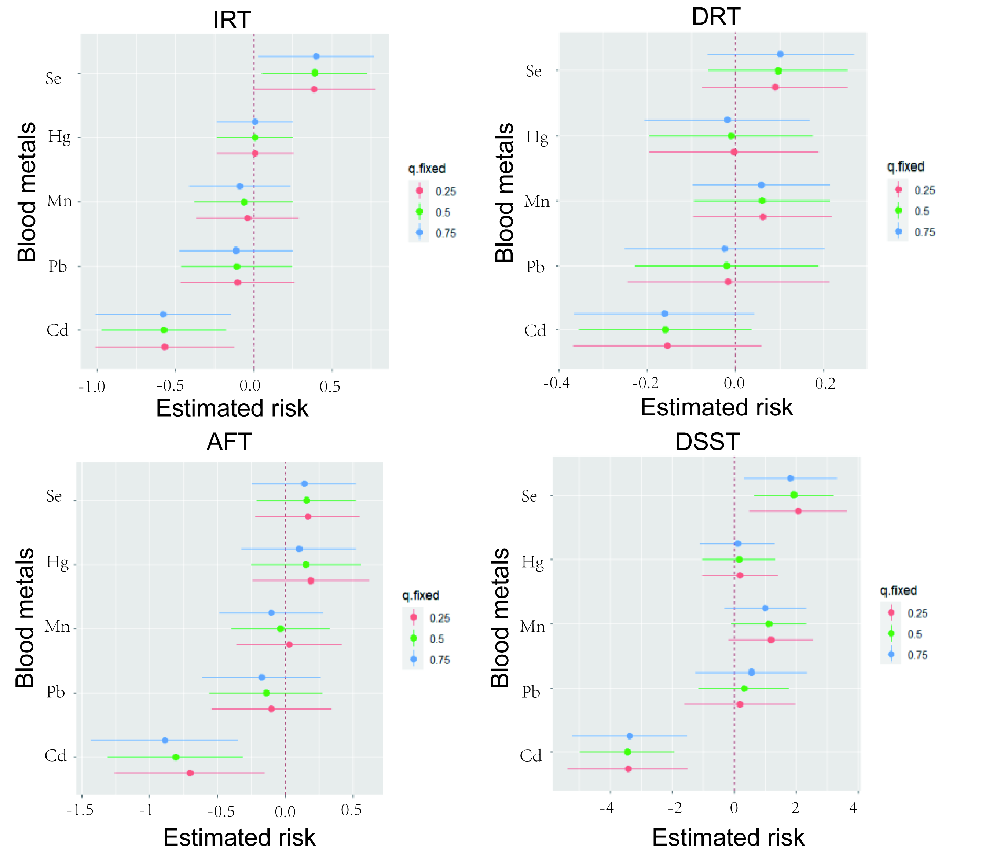 IRT
Blood metals
Se
Hg
Mn
Pb
Cd
-1.0 -0.5 0.0 0.5
Estimated risk
q.fixed
0.25
0.5
0.75
DRT
Blood metals
Se
Hg
Mn
Pb
Cd
-0.4 -0.2 0.0 0.2
Estimated risk
q.fixed
0.25
0.5
0.75
AFT
Blood metals
Se
Hg
Mn
Pb
Cd
-1.5 -1 -0.5 0.0 0.5
Estimated risk
q.fixed
0.25
0.5
0.75
DSST
Blood metals
Se
Hg
Mn
Pb
Cd
-4 -2 0 2 4
Estimated risk
q.fixed
0.25
0.5
0.75